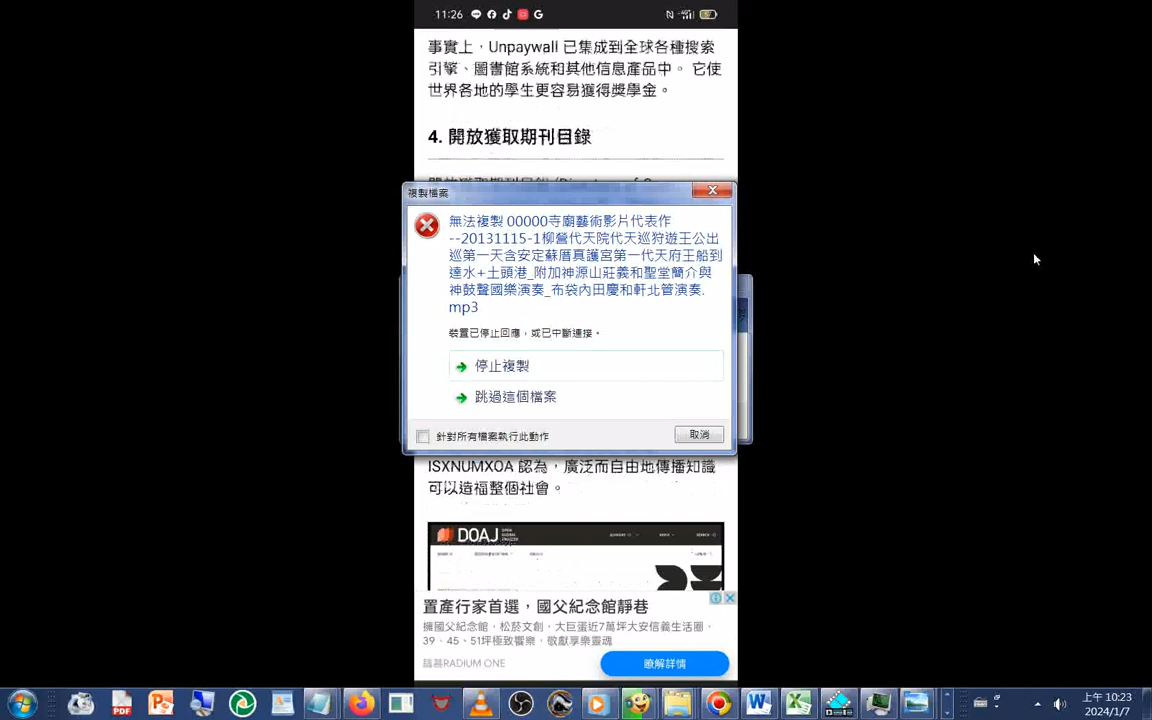 11:26
事實上，Unpaywall 已集成到全球各種搜索
引擎、圖書館系統和其他信息產品中。 它使
世界各地的學生更容易獲得獎學金。
4. 開放獲取期刊目錄
複製檔案
無法複製 00000寺廟藝術影片代表作
--20131115-1柳營代天院代天巡狩遊王公出
巡第一天含安定蘇厝真護宮第一代天府王船到
達水+土頭港_附加神源山莊義和聖堂簡介與
神鼓聲國樂演奏_布袋內田慶和軒北管演奏.
mp3
裝置已停止回應，或已中斷連接。
停止複製
跳過這個檔案
針對所有檔案執行此動作
取消
ISXNUMXOA 認為，廣泛而自由地傳播知識
可以造福整個社會。
DOAJ
置產行家首選，國父紀念館靜巷
擁國父紀念館，松菸文創，大巨蛋近7萬坪大安信義生活圈，
39、45、51坪極致饗樂，敬獻享樂靈魂
RADIUM ONE
瞭解詳情
PDF
上午 10:23
2024/1/7